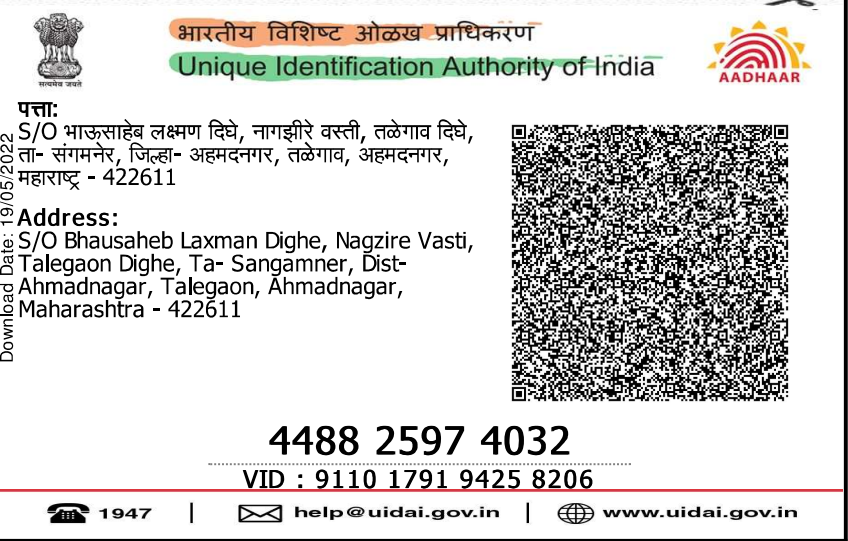 भारतीय विशिष्ट ओळख प्राधिकरण
Unique Identification Authority of India
सत्यमेव जयते
AADHAAR
पत्ता:
S/O भाऊसाहेब लक्ष्मण दिघे, नागझीरे वस्ती, तळेगाव दिघे,
ता- संगमनेर, जिल्हा- अहमदनगर, तळेगाव, अहमदनगर,
महाराष्ट्र - 422611
Address:
S/O Bhausaheb Laxman Dighe, Nagzire Vasti,
Talegaon Dighe, Ta- Sangamner, Dist-
Ahmadnagar, Talegaon, Ahmadnagar,
Maharashtra - 422611
Download Date: 19/05/2022
4488 2597 4032
VID : 9110 1791 9425 8206
1947 | help@uidai.gov.in | www.uidai.gov.in